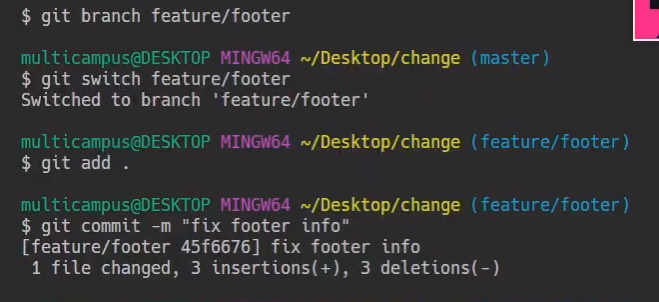 $ git branch feature/footer
multicampus@DESKTOP MINGW64 ~/Desktop/change (master)
$ git switch feature/footer
Switched to branch 'feature/footer'
multicampus@DESKTOP MINGW64 ~/Desktop/change (feature/footer)
$ git add .
multicampus@DESKTOP MINGW64 ~/Desktop/change (feature/footer)
$ git commit -m "fix footer info"
[feature/footer 45f6676] fix footer info
 1 file changed, 3 insertions(+), 3 deletions(-)